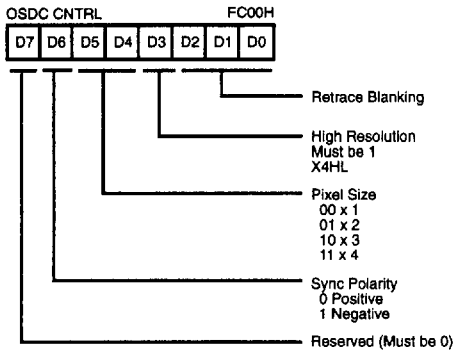 OSDC CNTRL FC00H
D7 D6 D5 D4 D3 D2 D1 D0
Retrace Blanking
High Resolution
Must be 1
X4HL
Pixel Size
00 x 1
01 x 2
10 x 3
11 x 4
Sync Polarity
0 Positive
1 Negative
Reserved (Must be 0)